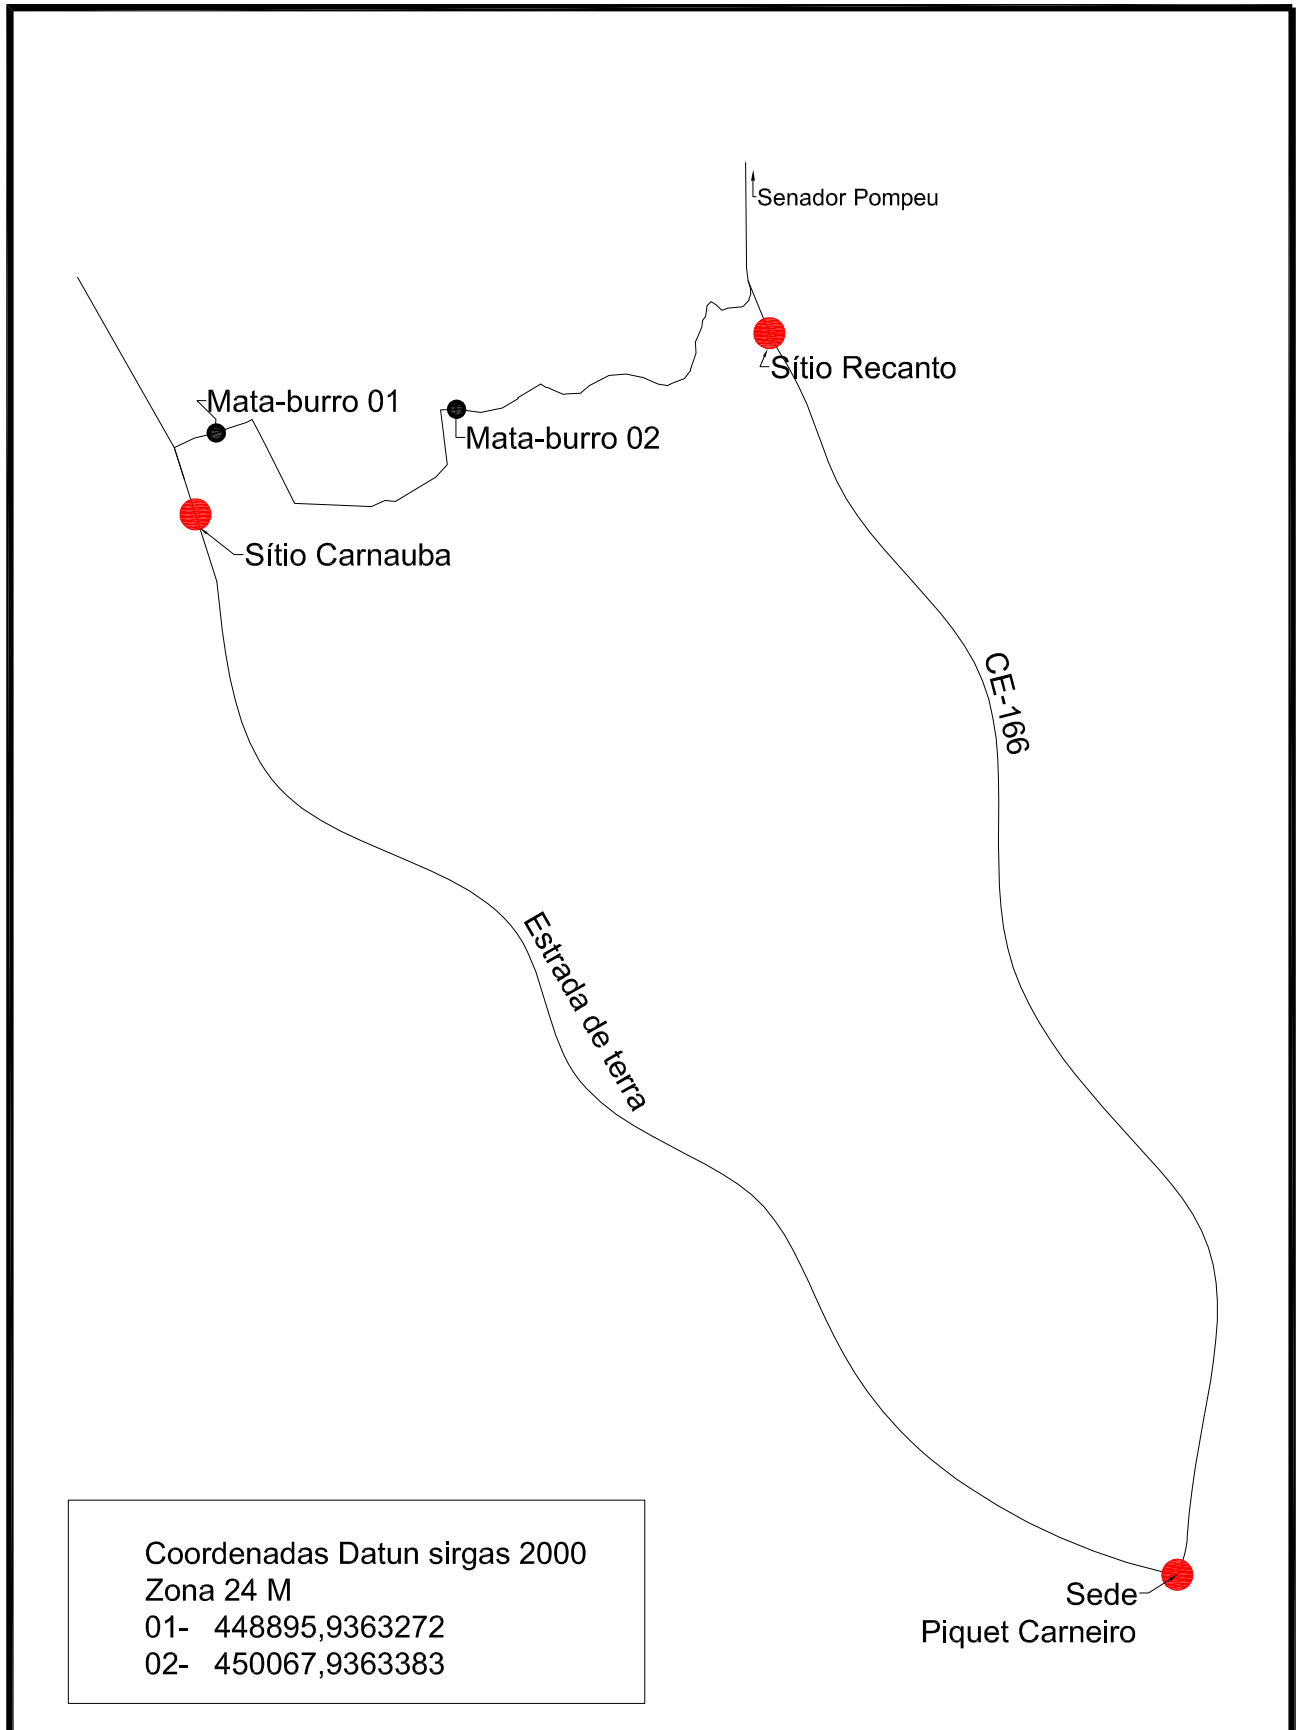 Senador Pompeu
Sítio Recanto
Mata-burro 01
Mata-burro 02
Sítio Carnauba
CE-166
Estrada de terra
Coordenadas Datun sirgas 2000
Zona 24 M
01- 448895,9363272
02- 450067,9363383
Sede
Piquet Carneiro